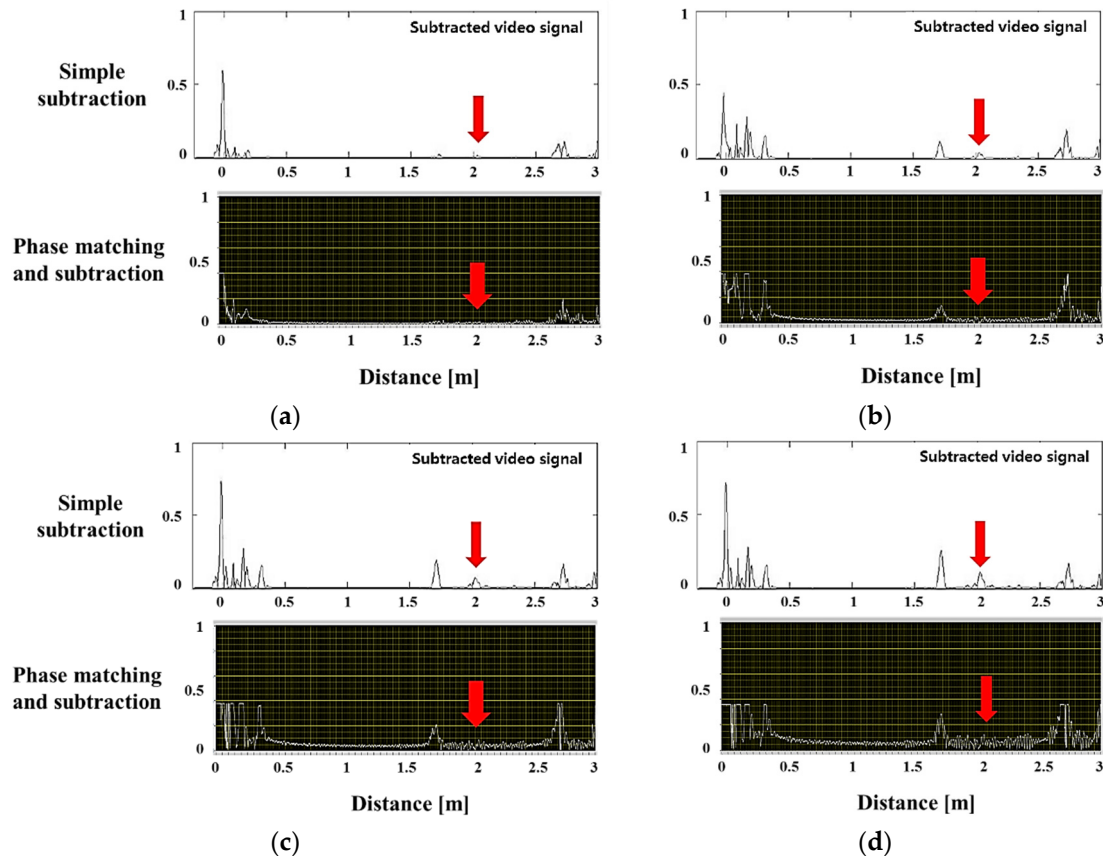 Simple
subtraction
1
0.5
0
Subtracted video signal
0 0.5 1 1.5 2 2.5 3
Phase matching
and subtraction
1
0.5
0
0 0.5 1 1.5 2 2.5 3
Distance [m]
(a)
1
0.5
0
Subtracted video signal
0 0.5 1 1.5 2 2.5 3
1
0.5
0
0 0.5 1 1.5 2 2.5 3
Distance [m]
(b)
Simple
subtraction
1
0.5
0
Subtracted video signal
0 0.5 1 1.5 2 2.5 3
Phase matching
and subtraction
1
0.5
0
0 0.5 1 1.5 2 2.5 3
Distance [m]
(c)
1
0.5
0
Subtracted video signal
0 0.5 1 1.5 2 2.5 3
1
0.5
0
0 0.5 1 1.5 2 2.5 3
Distance [m]
(d)